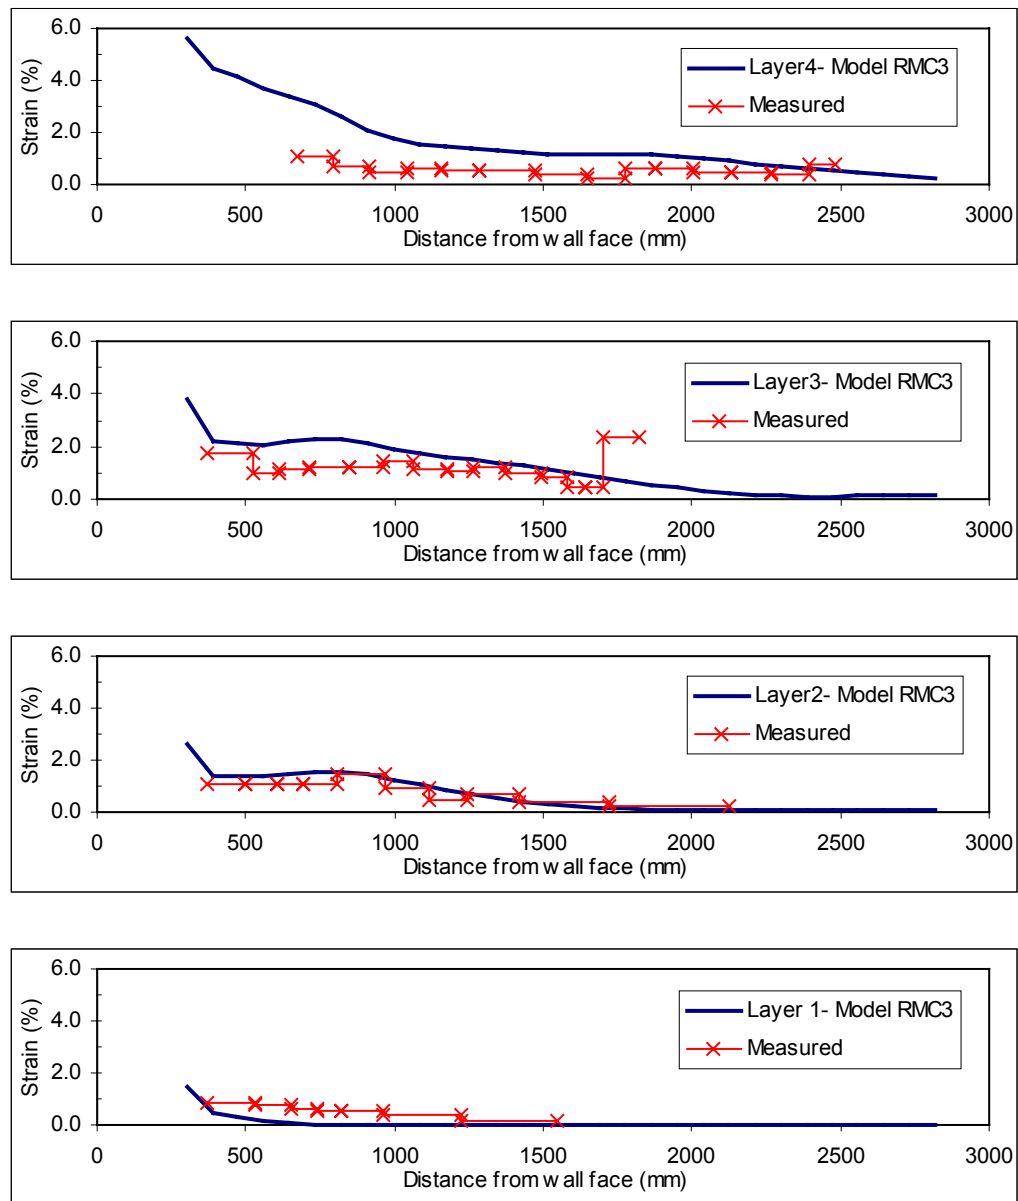 6.0
4.0
2.0
0.0
Strain (%)
Layer4- Model RMC3
Measured
0 500 1000 1500 2000 2500 3000
Distance from wall face (mm)
6.0
4.0
2.0
0.0
Strain (%)
Layer3- Model RMC3
Measured
0 500 1000 1500 2000 2500 3000
Distance from wall face (mm)
6.0
4.0
2.0
0.0
Strain (%)
Layer2- Model RMC3
Measured
0 500 1000 1500 2000 2500 3000
Distance from wall face (mm)
6.0
4.0
2.0
0.0
Strain (%)
Layer 1- Model RMC3
Measured
0 500 1000 1500 2000 2500 3000
Distance from wall face (mm)